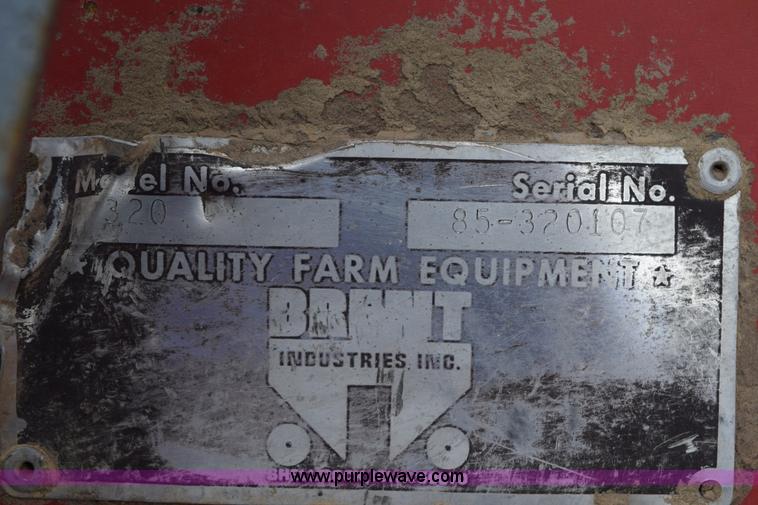 Model No. Serial No.
320 85-320107
★ QUALITY FARM EQUIPMENT ★
BRENT
INDUSTRIES, INC.
www.purplewave.com